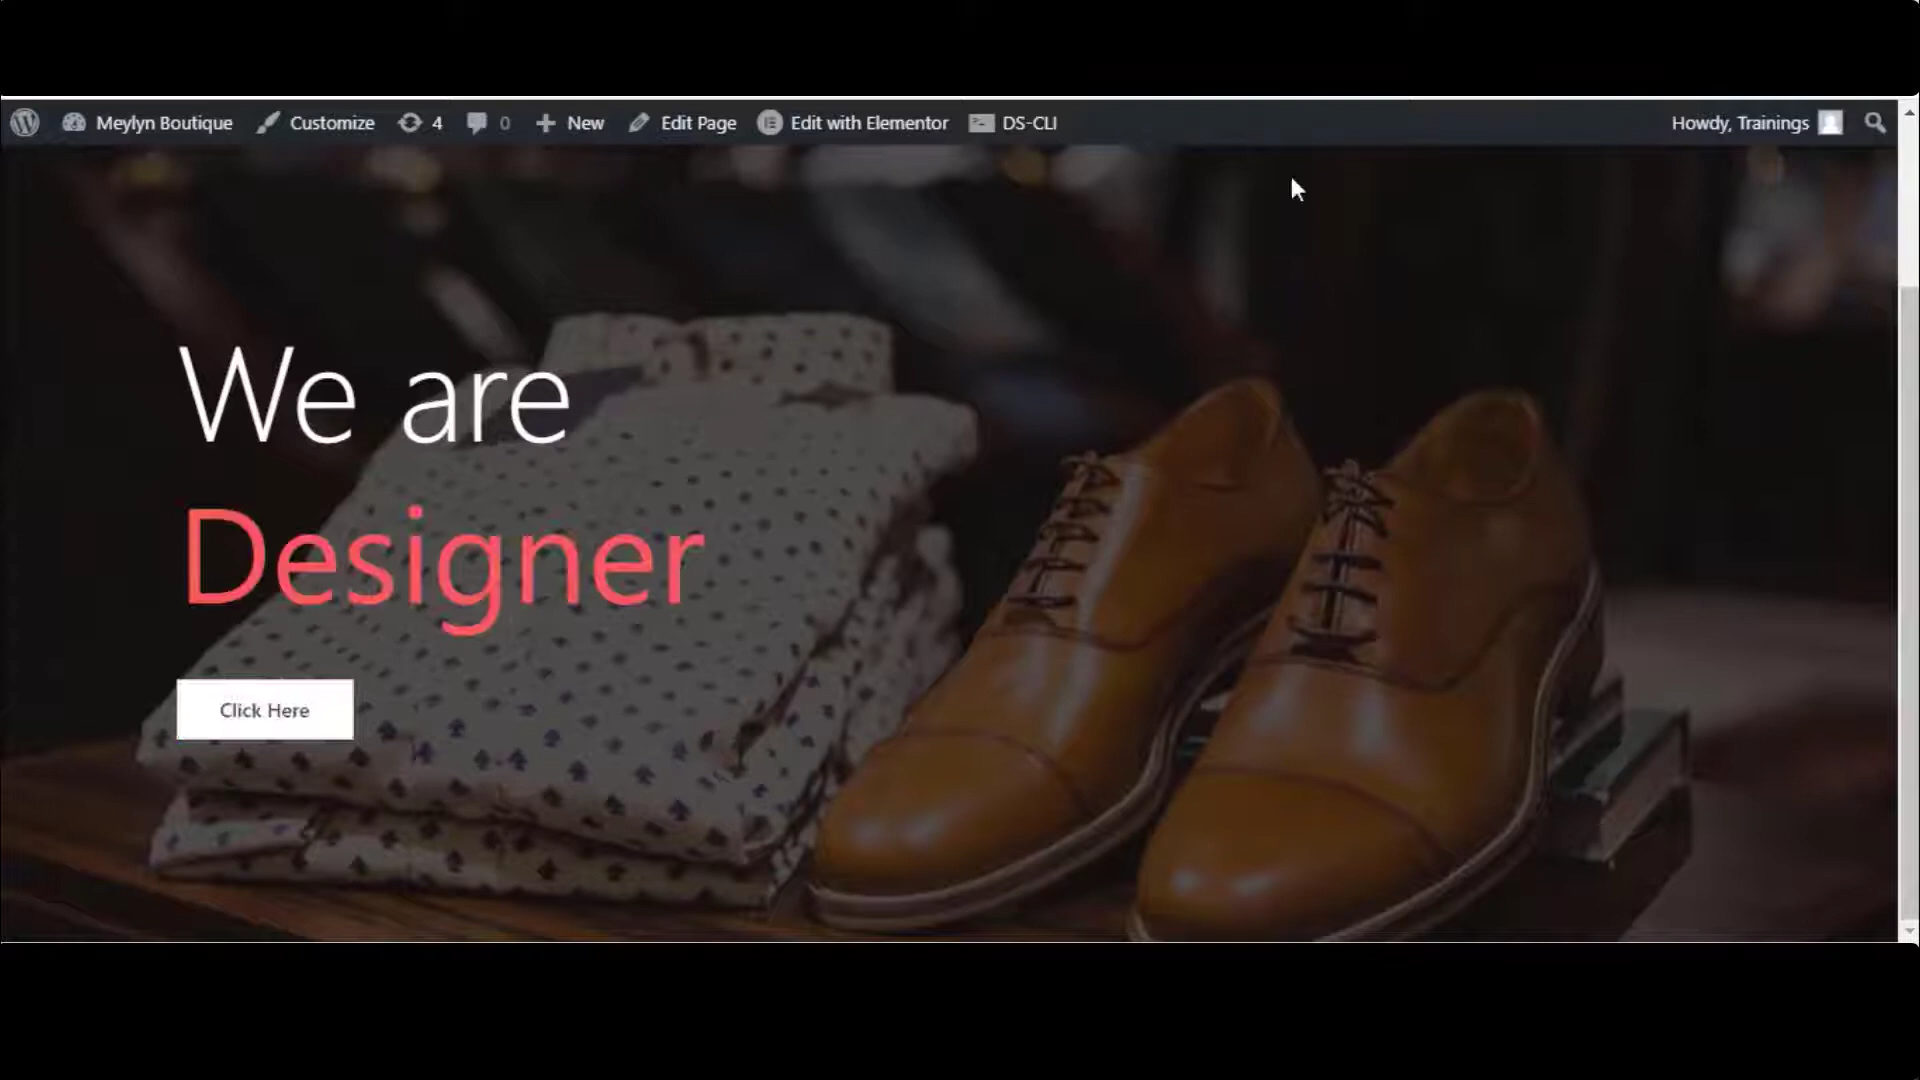 Meylyn Boutique Customize 4 0 New Edit Page Edit with Elementor DS-CLI Howdy, Trainings
We are
Designer
Click Here